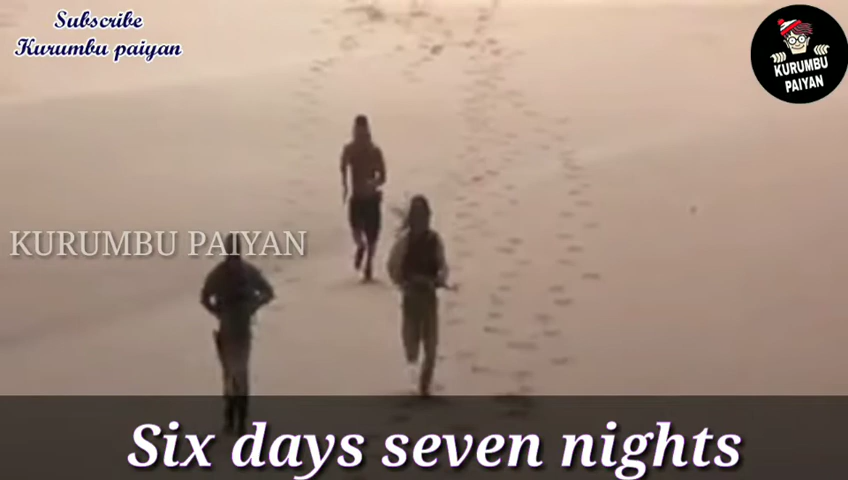 Subscribe
Kurumbu paiyan
KURUMBU
PAIYAN
KURUMBU PAIYAN
Six days seven nights